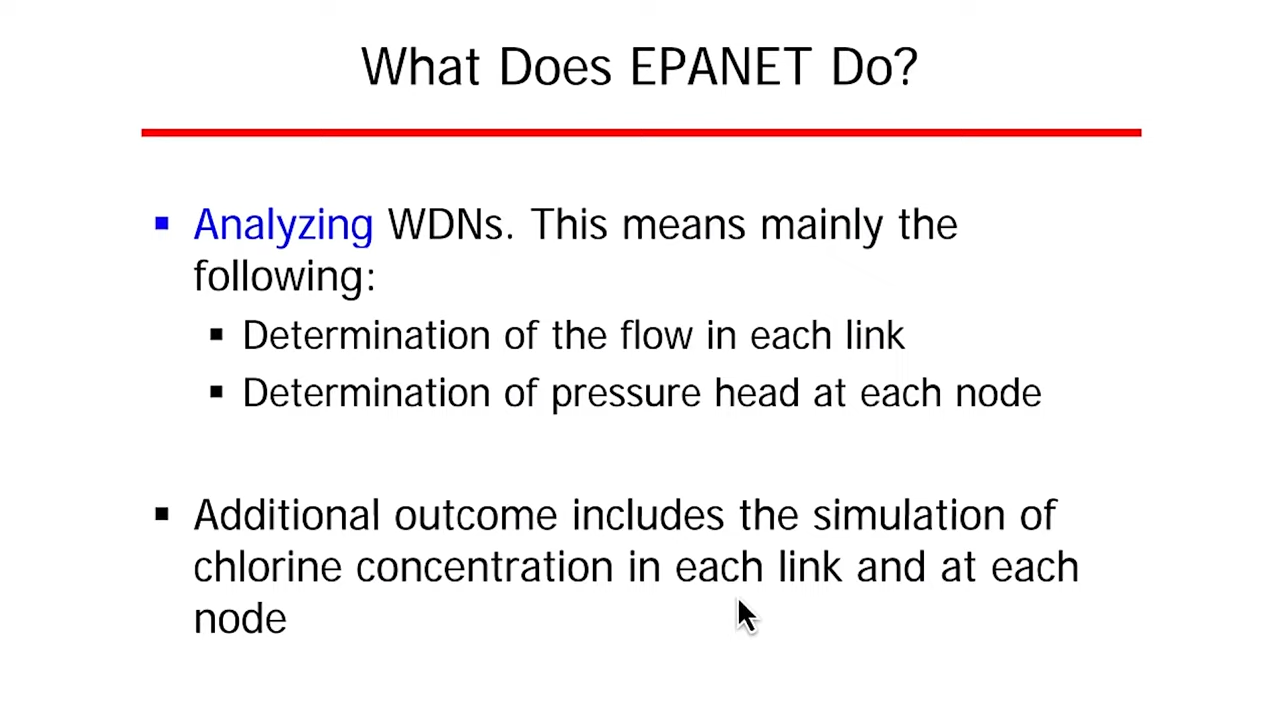 What Does EPANET Do?
▪ Analyzing WDNs. This means mainly the
following:
▪ Determination of the flow in each link
▪ Determination of pressure head at each node
▪ Additional outcome includes the simulation of
chlorine concentration in each link and at each
node